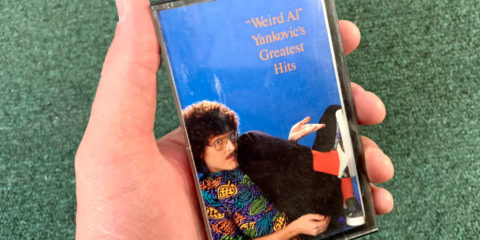 "Weird Al"
Yankovic's
Greatest
Hits